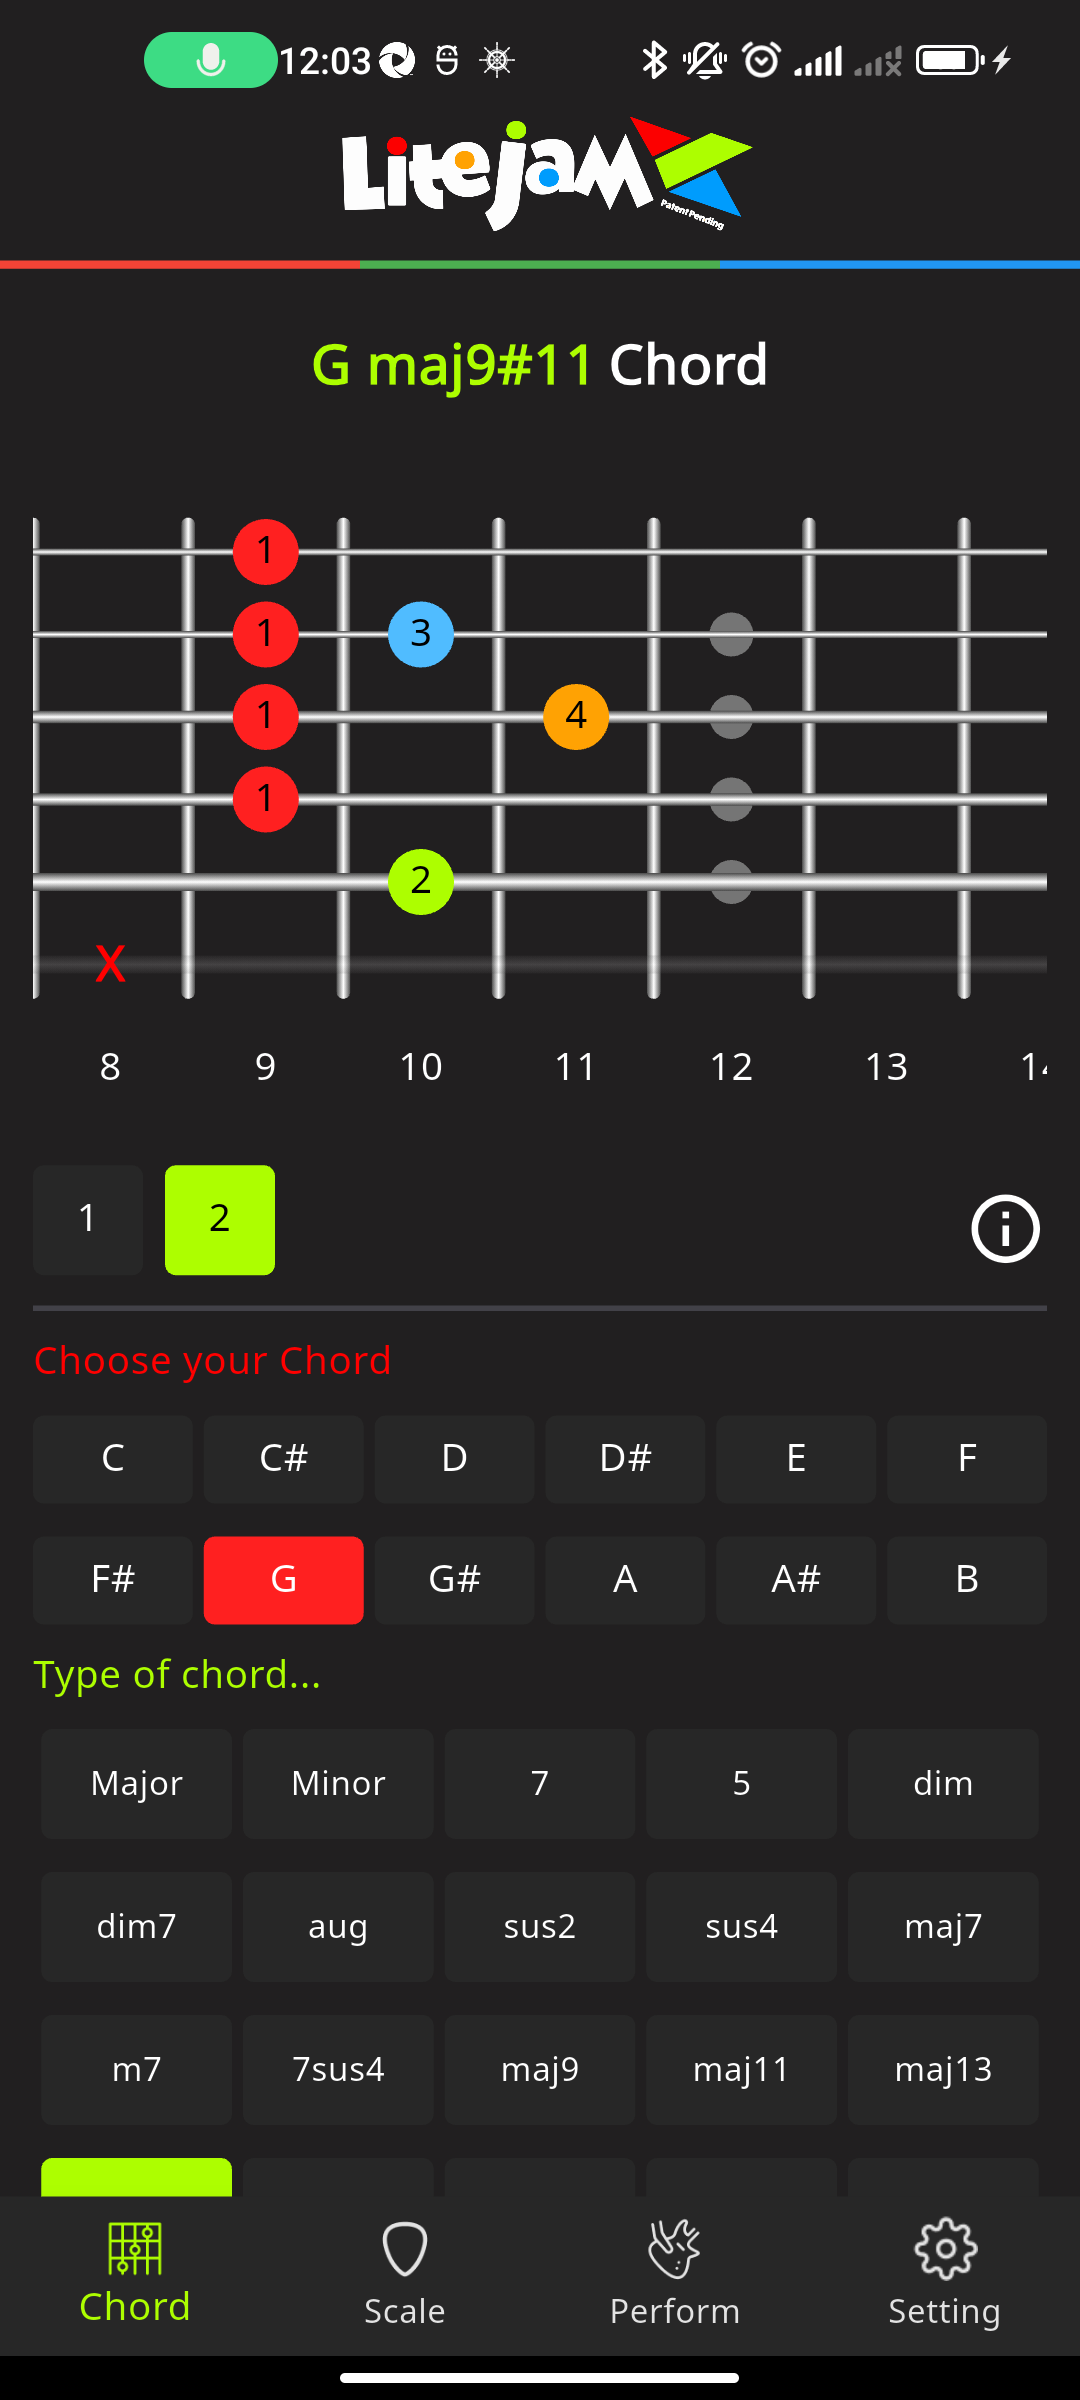 12:03
Litejam
Patent Pending
G maj9#11 Chord
1
1 3
1 4
1
2
X
8 9 10 11 12 13 14
1 2
Choose your Chord
C C# D D# E F
F# G G# A A# B
Type of chord...
Major Minor 7 5 dim
dim7 aug sus2 sus4 maj7
m7 7sus4 maj9 maj11 maj13
Chord Scale Perform Setting